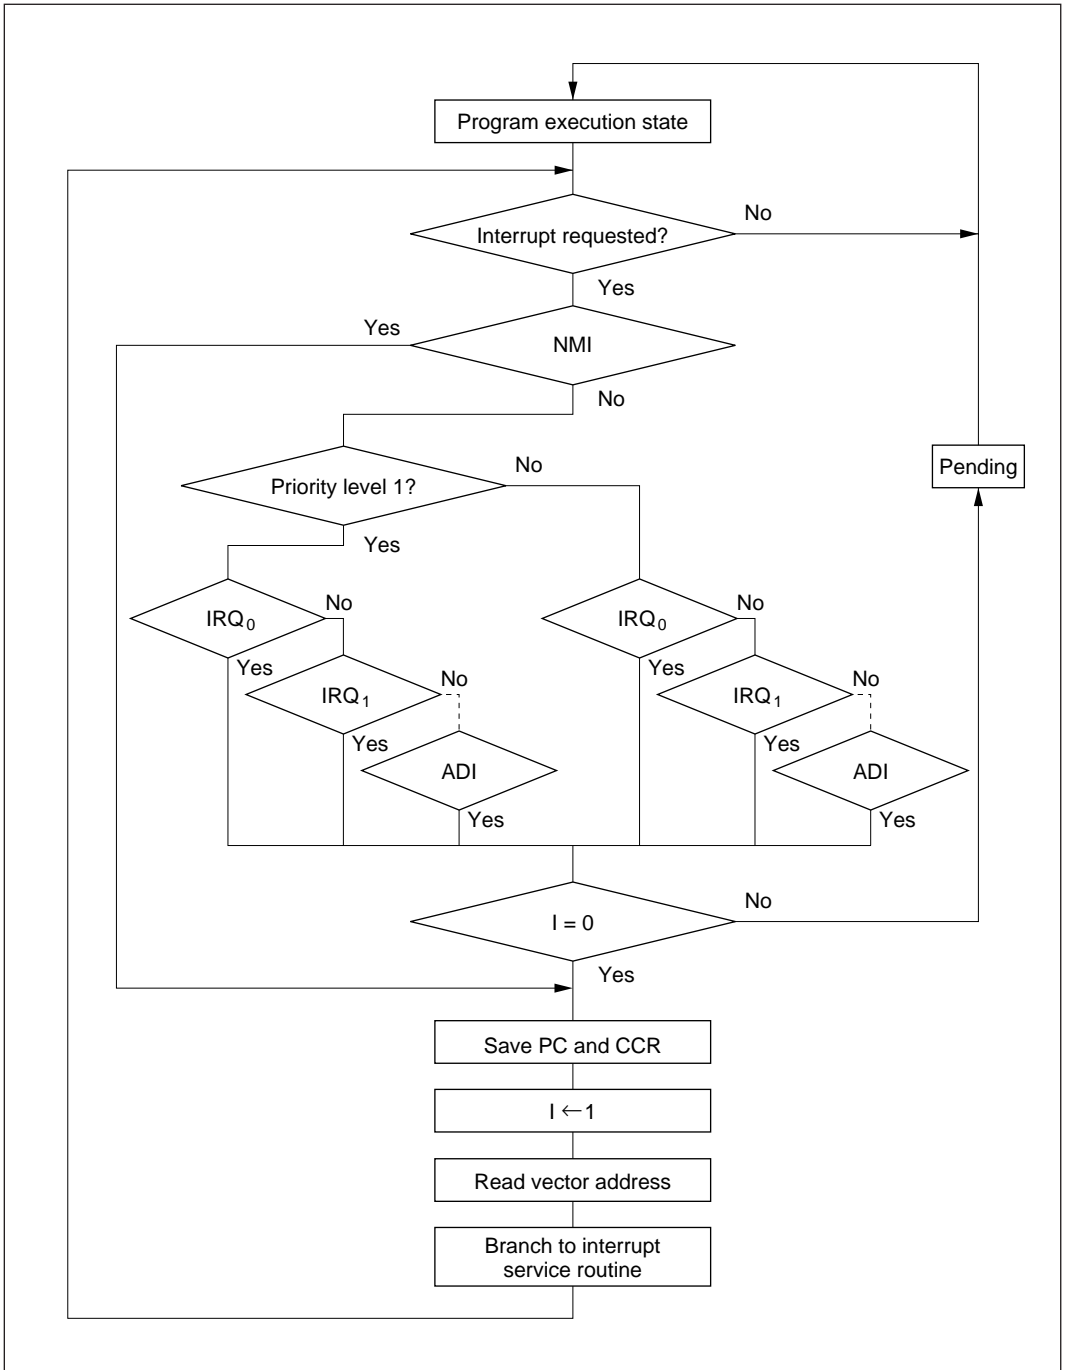 Program execution state
No
Interrupt requested?
Yes
Yes
NMI
No
No
Pending
Priority level 1?
Yes
No
No
IRQ0
IRQ0
Yes
No
Yes
No
IRQ1
IRQ1
Yes
Yes
ADI
ADI
Yes
Yes
No
I = 0
Yes
Save PC and CCR
I ←1
Read vector address
Branch to interrupt
service routine